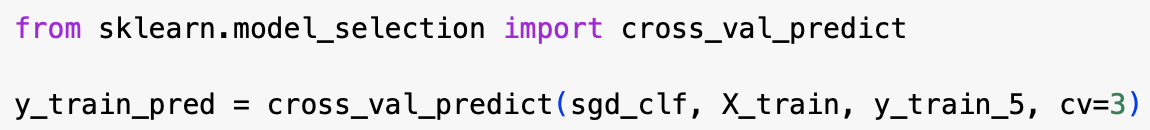 from sklearn.model_selection import cross_val_predict
y_train_pred = cross_val_predict(sgd_clf, X_train, y_train_5, cv=3)